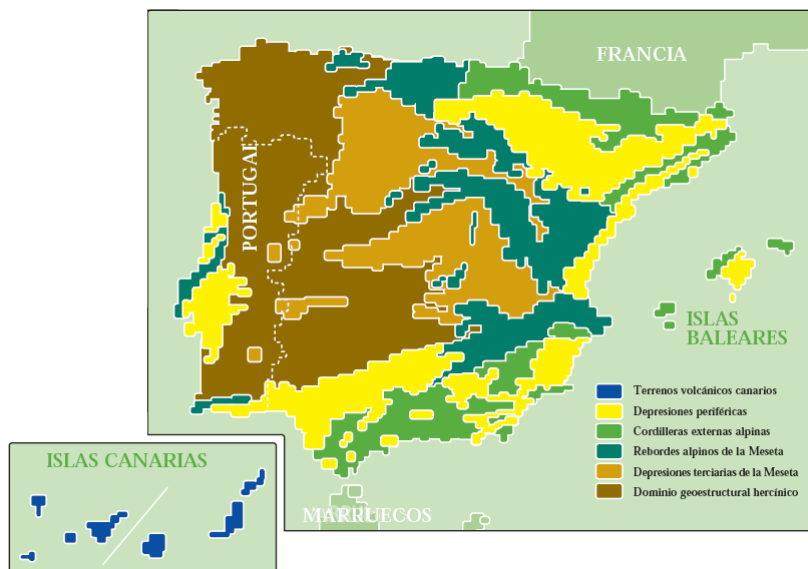 FRANCIA
PORTUGAL
ISLAS
BALEARES
Terrenos volcánicos canarios
Depresiones periféricas
Cordilleras externas alpinas
Rebordes alpinos de la Meseta
Depresiones terciarias de la Meseta
Dominio geoestructural hercínico
ISLAS CANARIAS
MARRUECOS